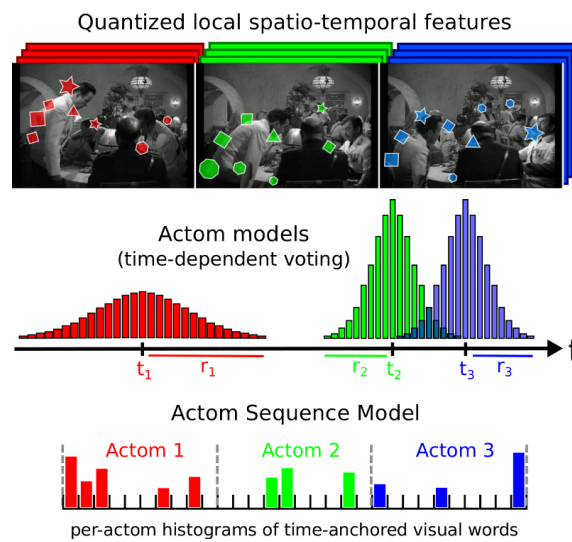 Quantized local spatio-temporal features
Actom models
(time-dependent voting)
t1 r1 r2 t2 t3 r3 t
Actom Sequence Model
Actom 1 Actom 2 Actom 3
per-actom histograms of time-anchored visual words